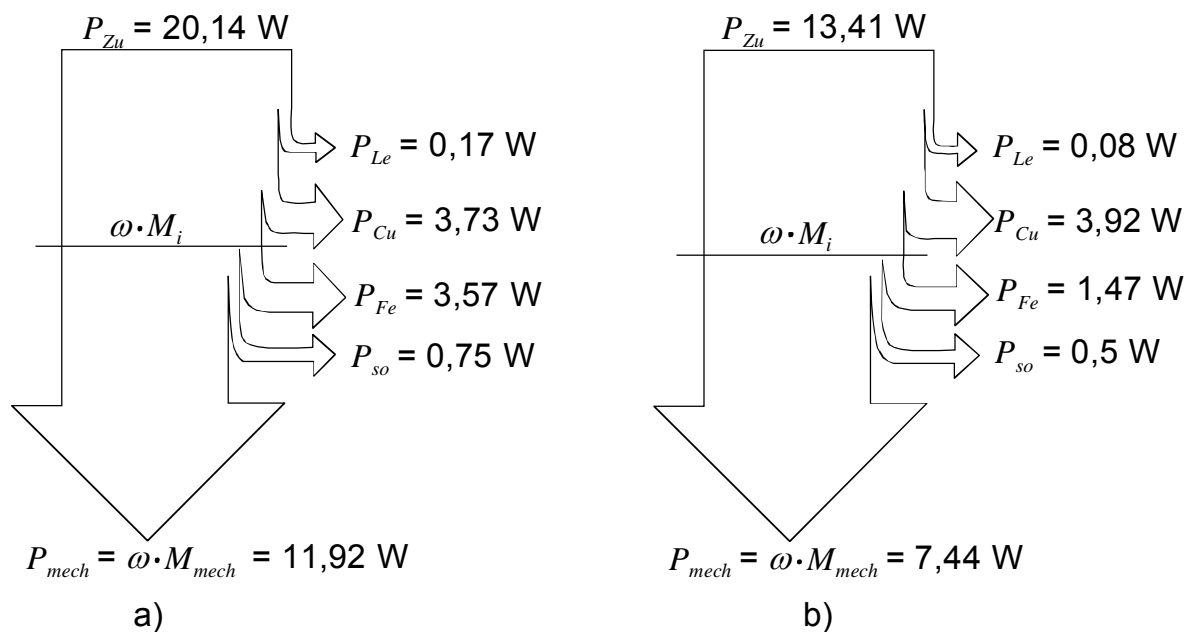 P_Zu = 20,14 W
P_Le = 0,17 W
P_Cu = 3,73 W
ω·M_i
P_Fe = 3,57 W
P_so = 0,75 W
P_mech = ω·M_mech = 11,92 W
a)
P_Zu = 13,41 W
P_Le = 0,08 W
P_Cu = 3,92 W
ω·M_i
P_Fe = 1,47 W
P_so = 0,5 W
P_mech = ω·M_mech = 7,44 W
b)